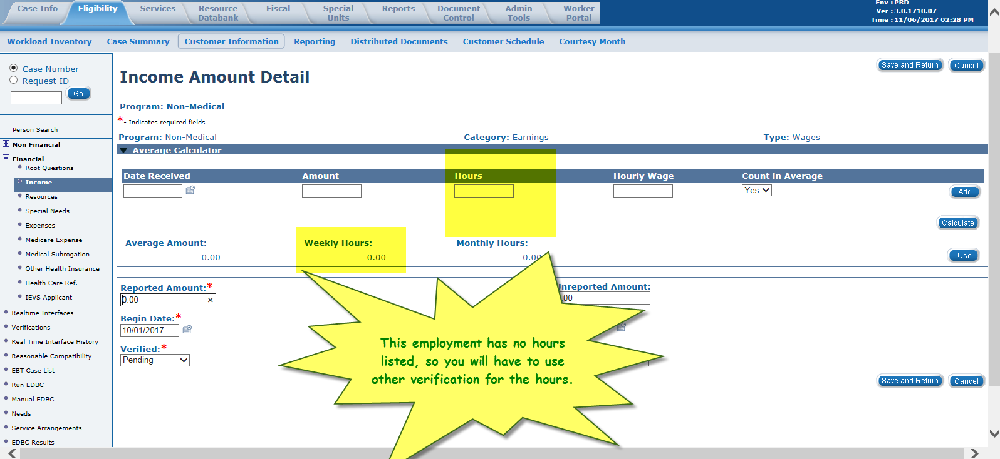 Case Info
Eligibility
Services
Resource
Databank
Fiscal
Special
Units
Reports
Document
Control
Admin
Tools
Worker
Portal
Env : PRD
Ver : 3.0.1710.07
Time : 11/06/2017 02:28 PM
Workload Inventory Case Summary Customer Information Reporting Distributed Documents Customer Schedule Courtesy Month
Case Number
Request ID
Go
Person Search
Non Financial
Financial
Root Questions
Income
Resources
Special Needs
Expenses
Medicare Expense
Medical Subrogation
Other Health Insurance
Health Care Ref.
IEVS Applicant
Realtime Interfaces
Verifications
Real Time Interface History
Reasonable Compatibility
EBT Case List
Run EDBC
Manual EDBC
Needs
Service Arrangements
EDBC Results
Income Amount Detail
Save and Return Cancel
Program: Non-Medical
*- Indicates required fields
Program: Non-Medical Category: Earnings Type: Wages
Average Calculator
Date Received Amount Hours Hourly Wage Count in Average
Yes Add
Calculate
Average Amount: Weekly Hours: Monthly Hours:
0.00 0.00 0.00
Use
Reported Amount:* Unreported Amount:
0.00 × 00
Begin Date:*
10/01/2017
Verified:*
Pending
This employment has no hours
listed, so you will have to use
other verification for the hours.
Save and Return Cancel